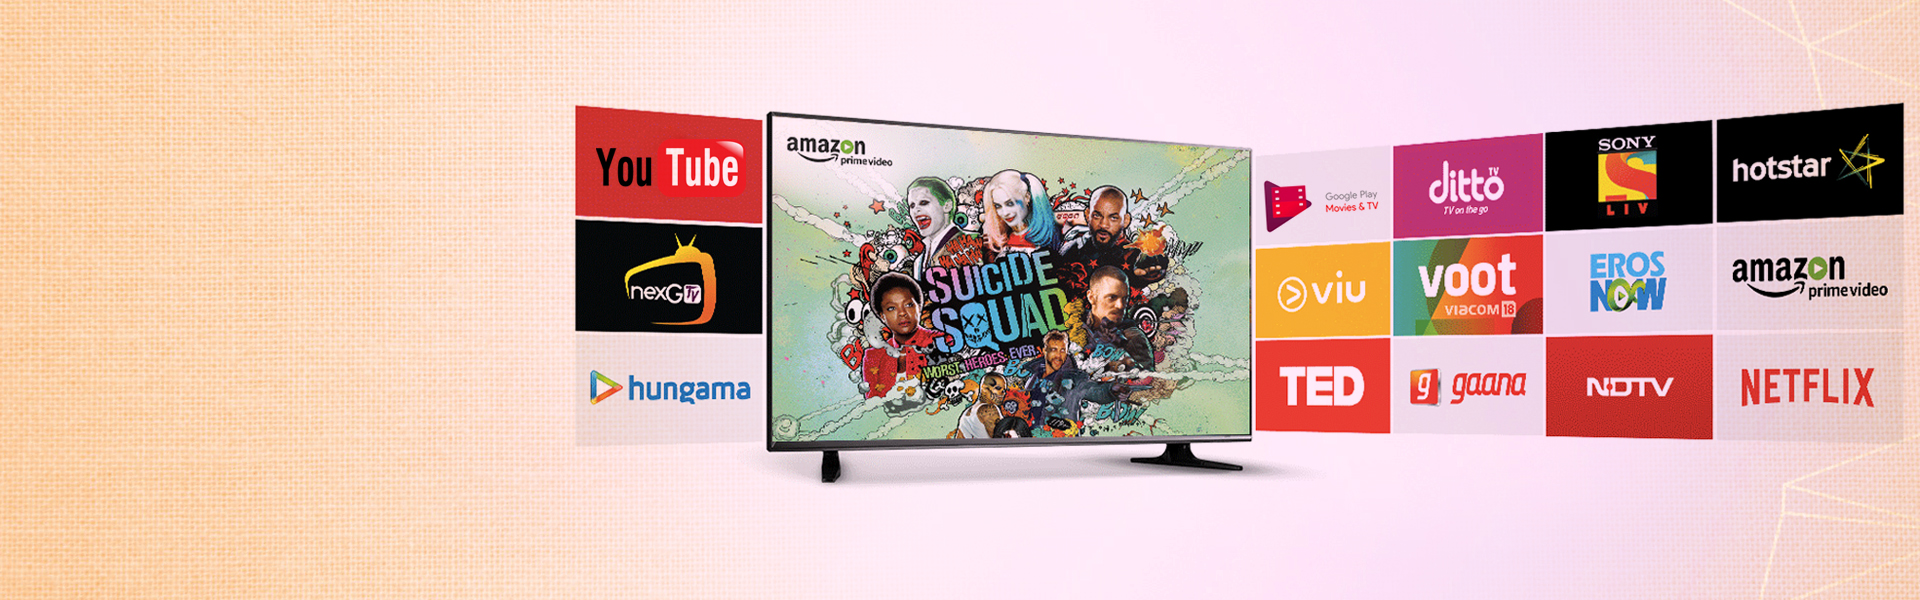 You Tube
nexGTv
hungama
amazon
prime video
SUICIDE
SQUAD
WORST. HEROES. EVER.
Google Play
Movies & TV
ditto TV
TV on the go
SONY
LIV
hotstar
viu
voot
VIACOM 18
EROS
NOW
amazon
prime video
TED
g gaana
NDTV
NETFLIX